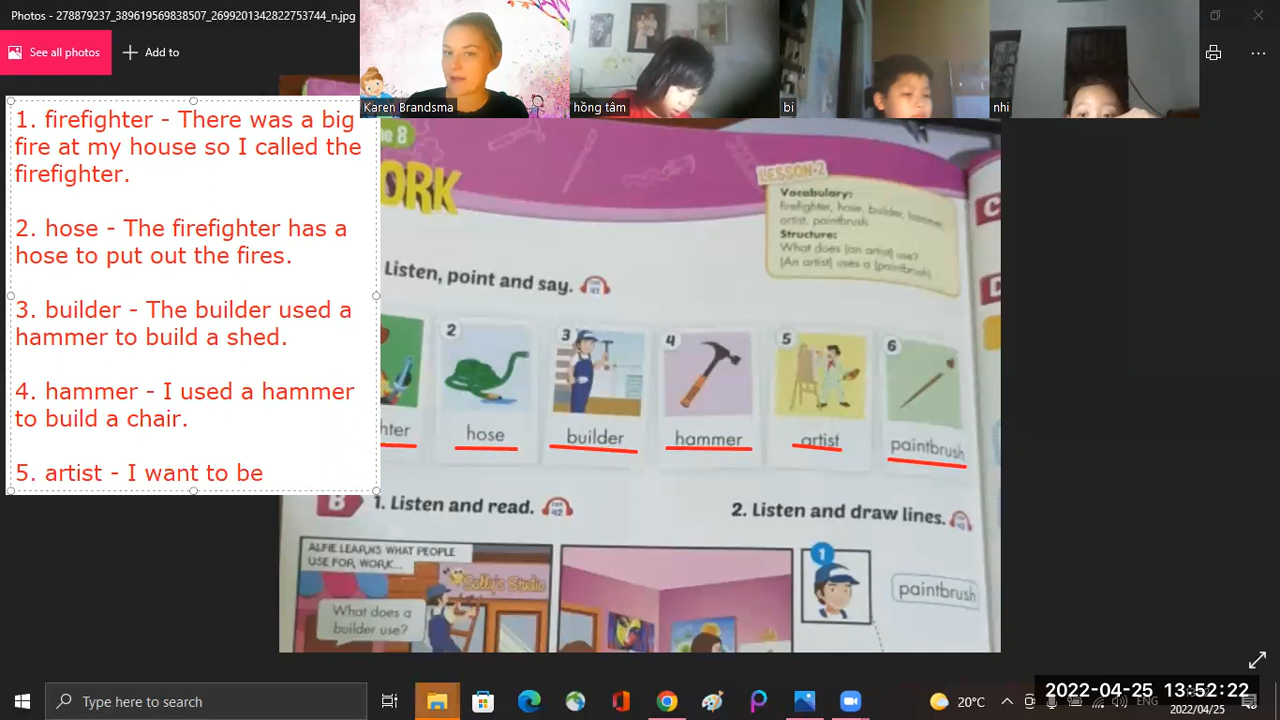 Photos - 278879237_389619569838507_2699201342822753744_n.jpg
See all photos
Add to
Karen Brandsma
hồng tâm
bi
nhi
1. firefighter - There was a big
fire at my house so I called the
firefighter.
2. hose - The firefighter has a
hose to put out the fires.
3. builder - The builder used a
hammer to build a shed.
4. hammer - I used a hammer
to build a chair.
5. artist - I want to be
8
ORK
LESSON-2
Vocabulary:
firefighter, hose, builder, hammer,
artist, paintbrush
Structure:
What does (an artist) use?
(An artist) uses a (paintbrush)
Listen, point and say.
2
3
4
5
6
hter
hose
builder
hammer
artist
paintbrush
B
1. Listen and read.
2. Listen and draw lines.
ALFIE LEARNS WHAT PEOPLE
USE FOR WORK...
Sally's Studio
What does a
builder use?
1
paintbrush
Type here to search
20°C
ENG
2022-04-25 13:52:22
2022/04/25